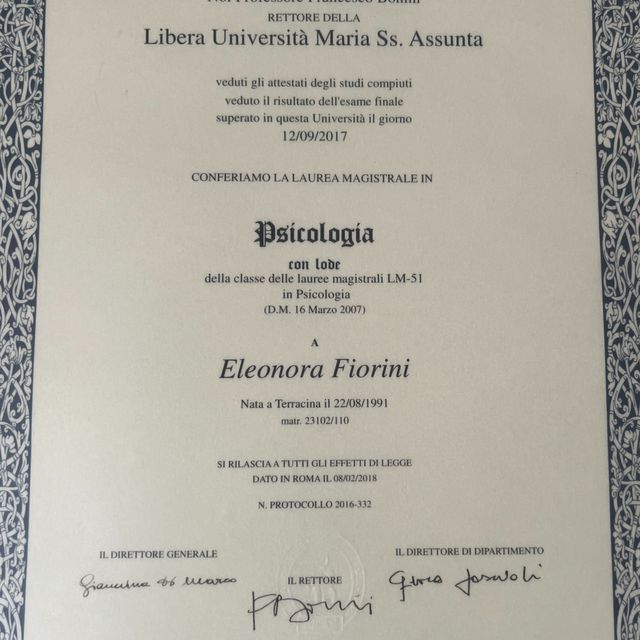 Noi Professore Francesco Bonini
RETTORE DELLA
Libera Università Maria Ss. Assunta
veduti gli attestati degli studi compiuti
veduto il risultato dell'esame finale
superato in questa Università il giorno
12/09/2017
CONFERIAMO LA LAUREA MAGISTRALE IN
Psicologia
con lode
della classe delle lauree magistrali LM-51
in Psicologia
(D.M. 16 Marzo 2007)
A
Eleonora Fiorini
Nata a Terracina il 22/08/1991
matr. 23102/110
SI RILASCIA A TUTTI GLI EFFETTI DI LEGGE
DATO IN ROMA IL 08/02/2018
N. PROTOCOLLO 2016-332
IL DIRETTORE GENERALE
IL RETTORE
IL DIRETTORE DI DIPARTIMENTO